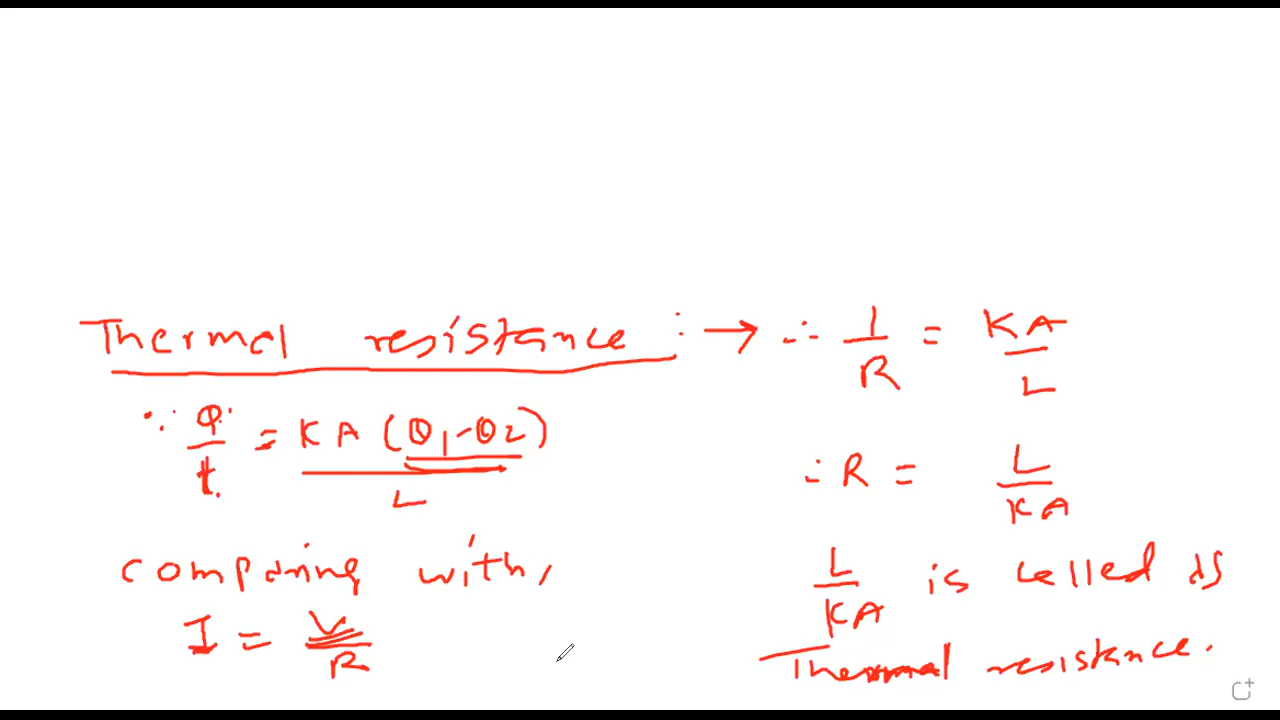 Thermal resistance :→
∵ Q/t = KA(θ1-θ2)/L
comparing with,
I = V/R
∴ 1/R = KA/L
∴ R = L/KA
L/KA is called as
Thermal resistance.